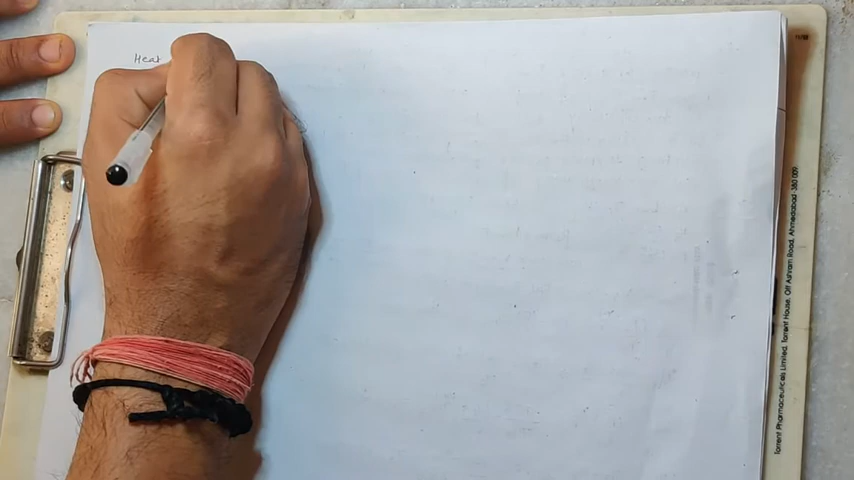 Heat
Torrent Pharmaceuticals Limited, Torrent House, Off Ashram Road, Ahmedabad-380 009